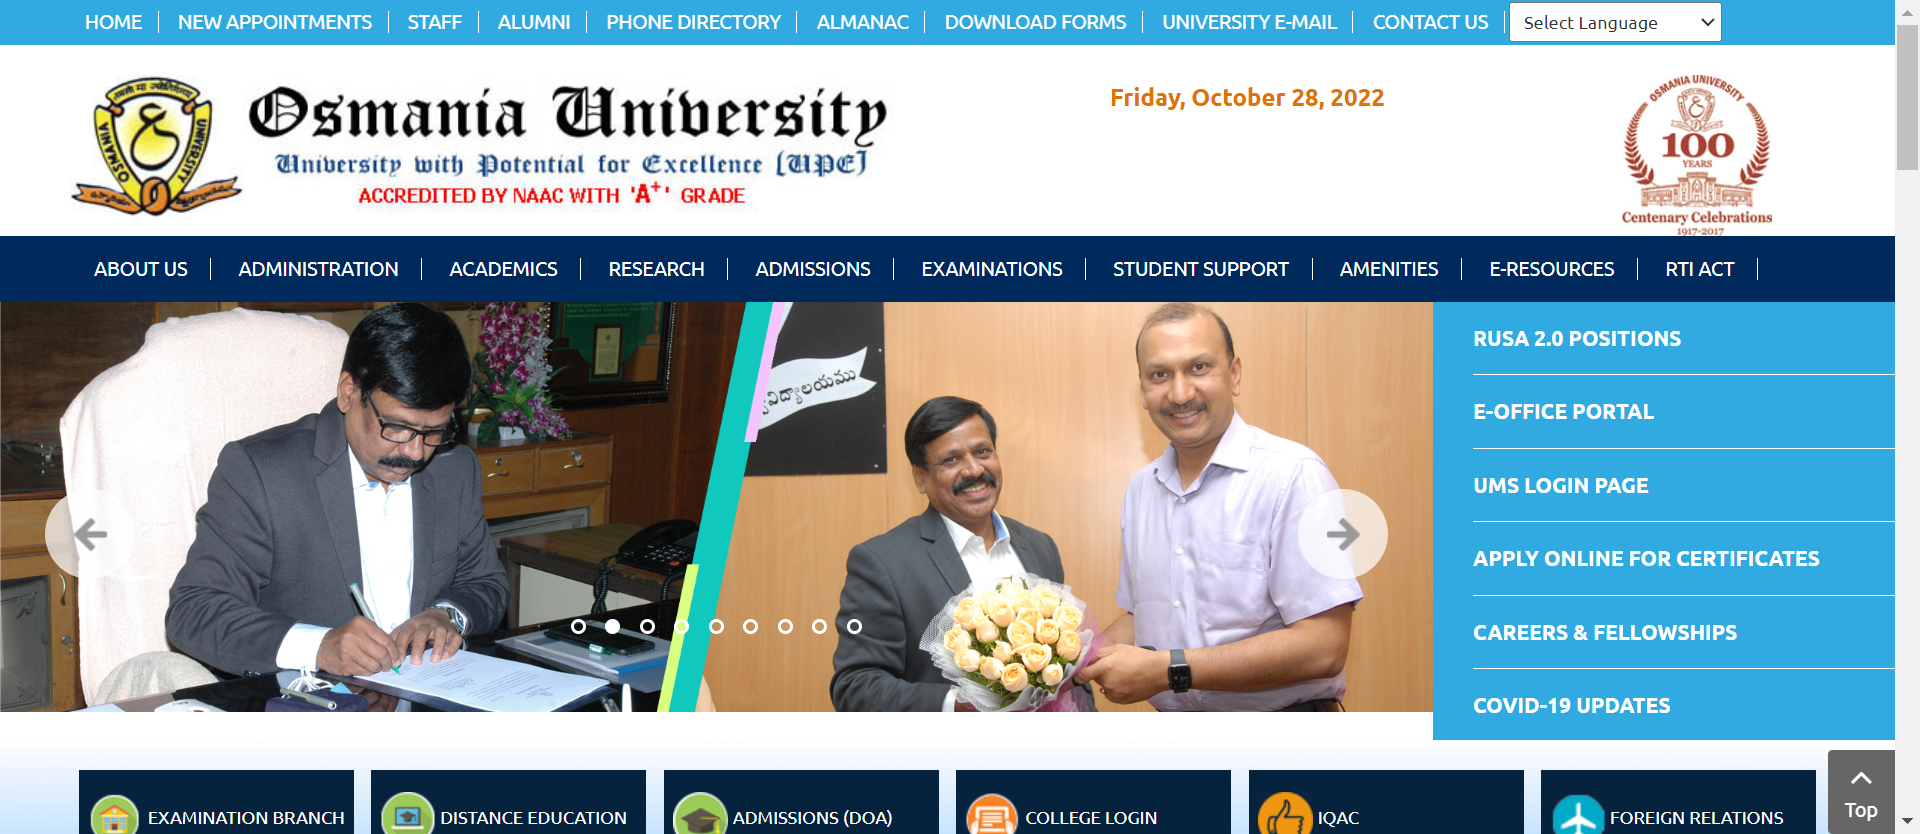 HOME
NEW APPOINTMENTS
STAFF
ALUMNI
PHONE DIRECTORY
ALMANAC
DOWNLOAD FORMS
UNIVERSITY E-MAIL
CONTACT US
Select Language
OSMANIA UNIVERSITY
Osmania University
University with Potential for Excellence [UPE]
ACCREDITED BY NAAC WITH 'A+' GRADE
Friday, October 28, 2022
OSMANIA UNIVERSITY
100
YEARS
Centenary Celebrations
1917-2017
ABOUT US
ADMINISTRATION
ACADEMICS
RESEARCH
ADMISSIONS
EXAMINATIONS
STUDENT SUPPORT
AMENITIES
E-RESOURCES
RTI ACT
RUSA 2.0 POSITIONS
E-OFFICE PORTAL
UMS LOGIN PAGE
APPLY ONLINE FOR CERTIFICATES
CAREERS & FELLOWSHIPS
COVID-19 UPDATES
Top
EXAMINATION BRANCH
DISTANCE EDUCATION
ADMISSIONS (DOA)
COLLEGE LOGIN
IQAC
FOREIGN RELATIONS